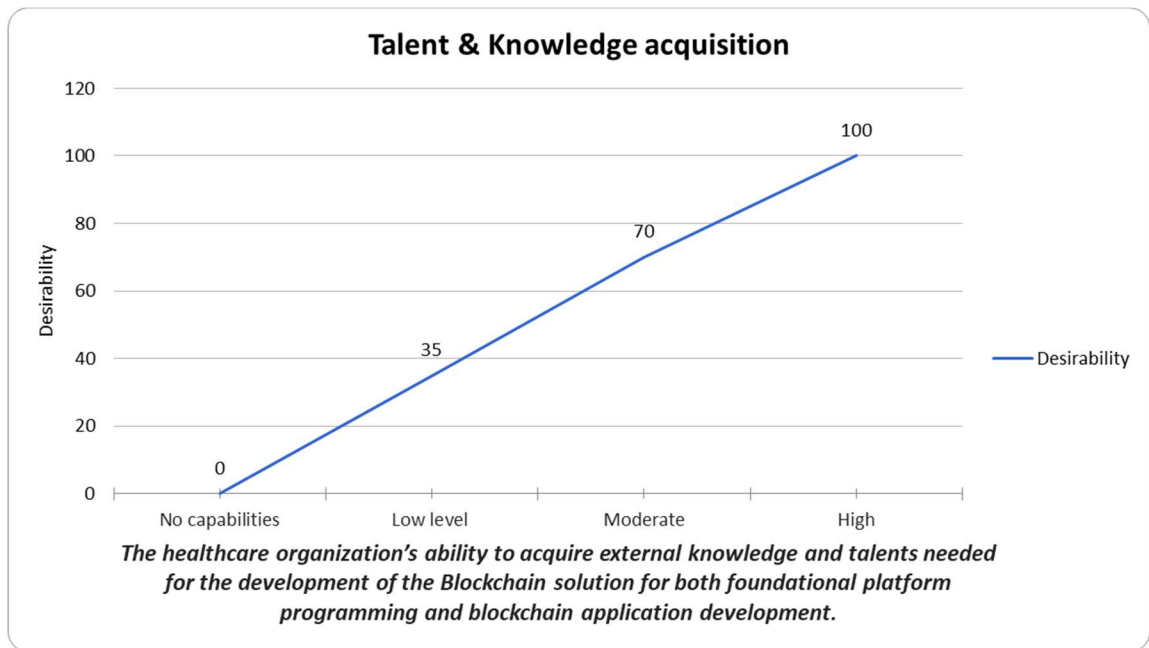 Talent & Knowledge acquisition
120
100
80
60
40
20
0
Desirability
0
35
70
100
No capabilities
Low level
Moderate
High
Desirability
The healthcare organization’s ability to acquire external knowledge and talents needed
for the development of the Blockchain solution for both foundational platform
programming and blockchain application development.